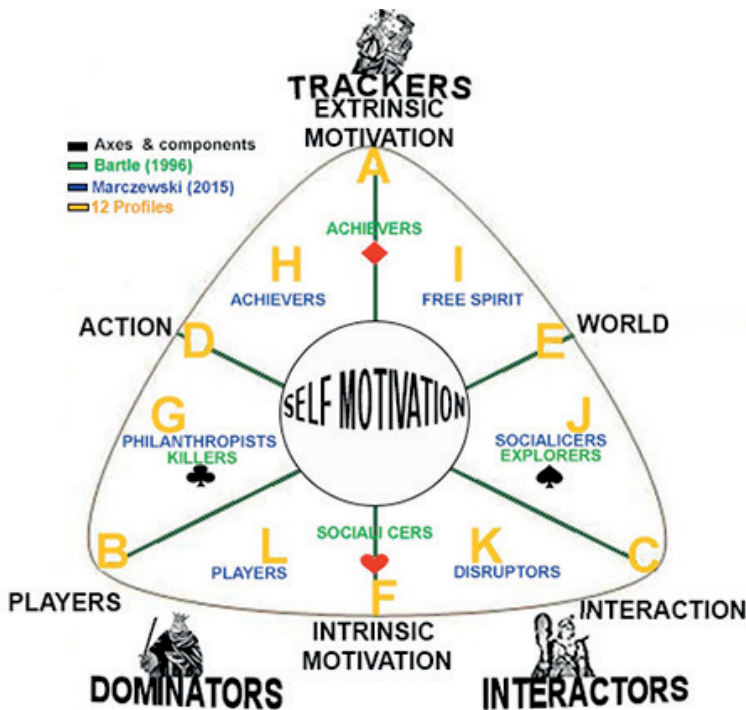 TRACKERS
EXTRINSIC
MOTIVATION
Axes & components
Bartle (1996)
Marczewski (2015)
12 Profiles
A
ACHIEVERS
H
I
ACHIEVERS
FREE SPIRIT
ACTION
WORLD
D
E
SELF MOTIVATION
G
J
PHILANTHROPISTS
KILLERS
SOCIALICERS
EXPLORERS
SOCIALI CERS
B
L
K
C
PLAYERS
DISRUPTORS
F
PLAYERS
INTERACTION
INTRINSIC
MOTIVATION
DOMINATORS
INTERACTORS